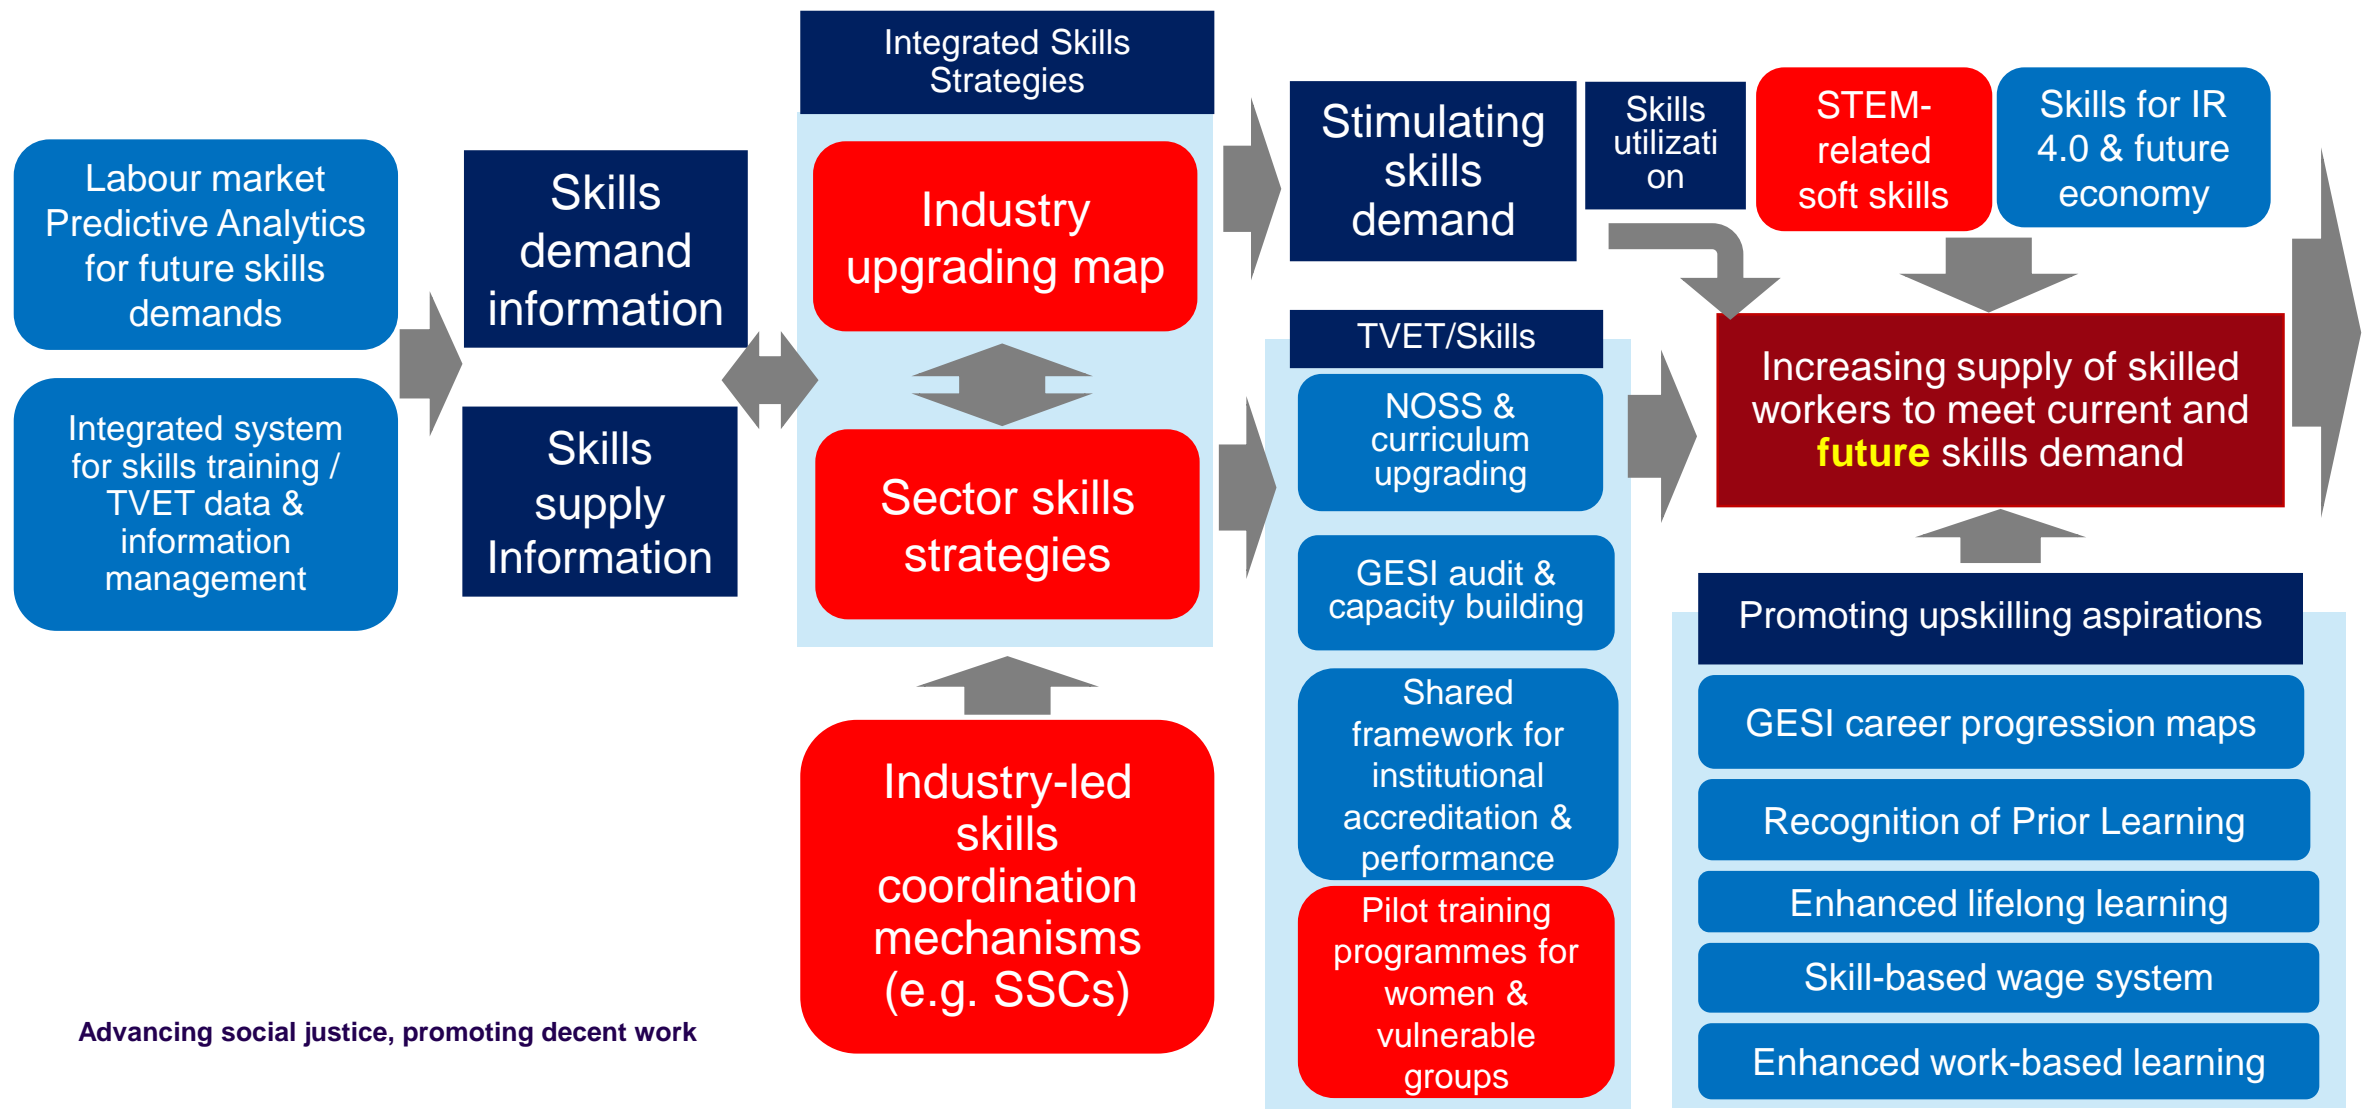 Labour market
Predictive Analytics
for future skills
demands
Integrated system
for skills training /
TVET data &
information
management
Skills
demand
information
Skills
supply
Information
Integrated Skills
Strategies
Industry
upgrading map
Sector skills
strategies
Industry-led
skills
coordination
mechanisms
(e.g. SSCs)
Stimulating
skills
demand
Skills
utilizati
on
STEM-
related
soft skills
Skills for IR
4.0 & future
economy
TVET/Skills
NOSS &
curriculum
upgrading
GESI audit &
capacity building
Shared
framework for
institutional
accreditation &
performance
Pilot training
programmes for
women &
vulnerable
groups
Increasing supply of skilled
workers to meet current and
future skills demand
Promoting upskilling aspirations
GESI career progression maps
Recognition of Prior Learning
Enhanced lifelong learning
Skill-based wage system
Enhanced work-based learning
Advancing social justice, promoting decent work